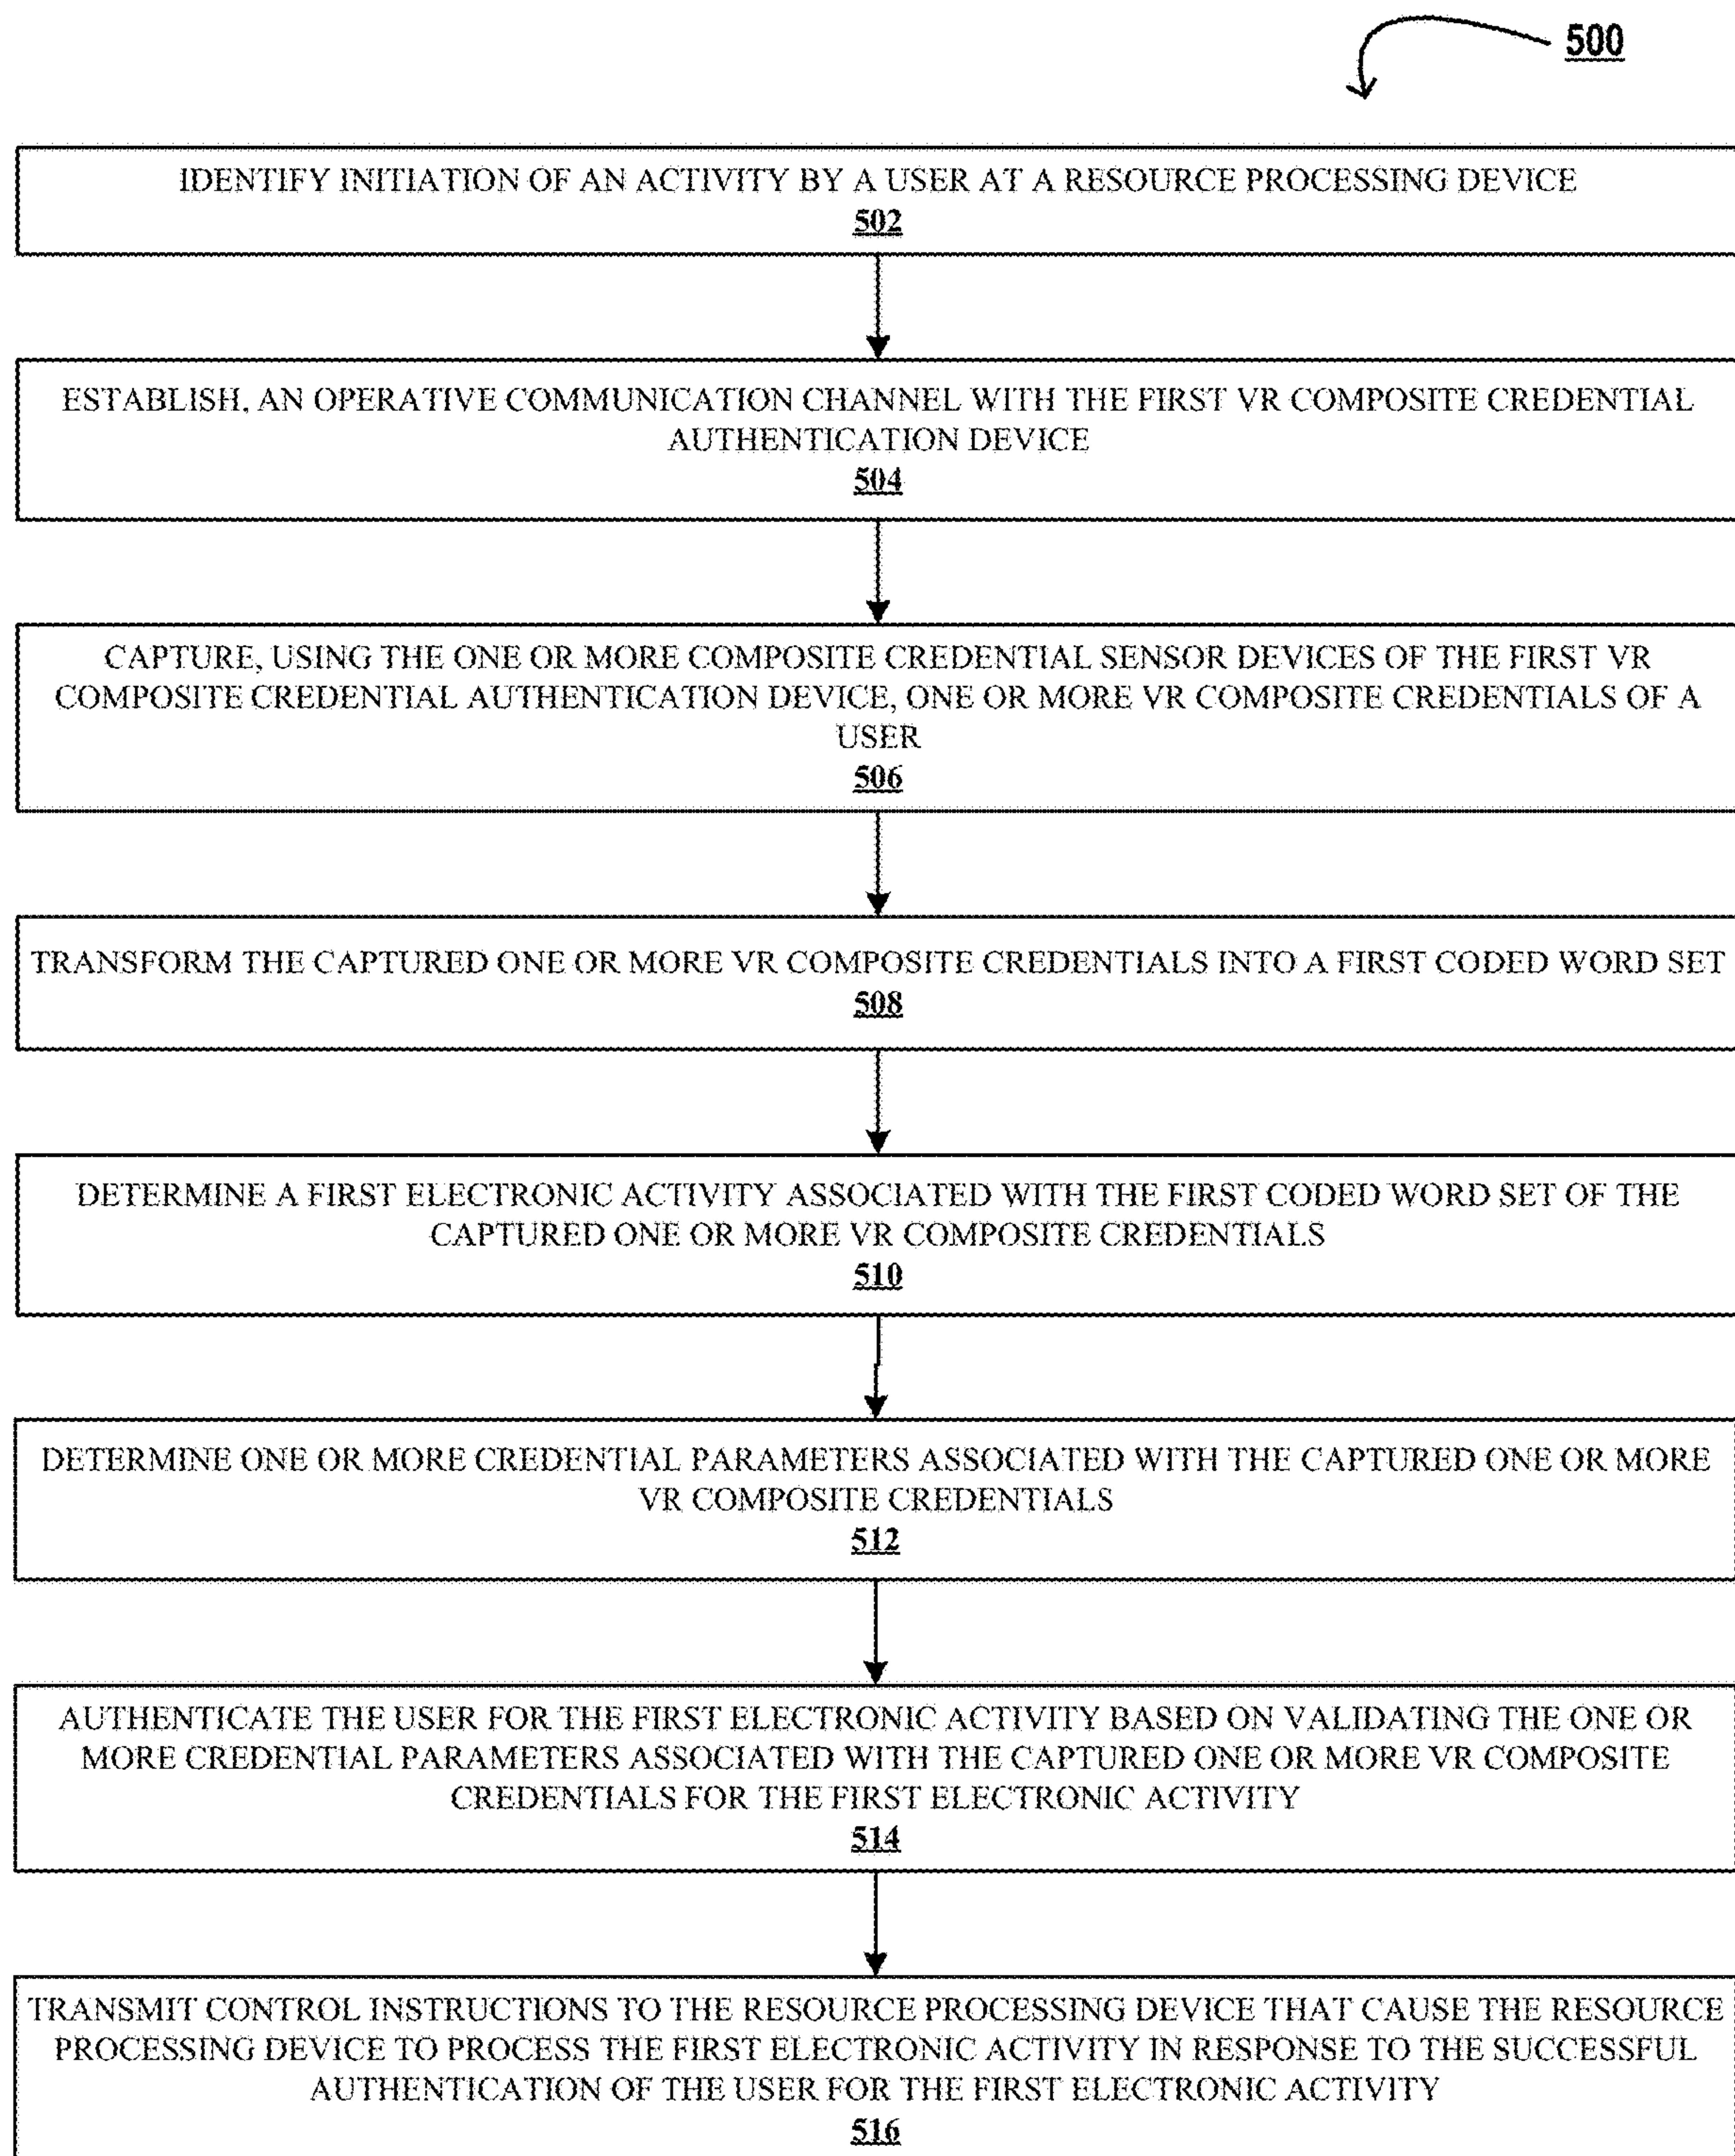 500
IDENTIFY INITIATION OF AN ACTIVITY BY A USER AT A RESOURCE PROCESSING DEVICE
502
ESTABLISH, AN OPERATIVE COMMUNICATION CHANNEL WITH THE FIRST VR COMPOSITE CREDENTIAL
AUTHENTICATION DEVICE
504
CAPTURE, USING THE ONE OR MORE COMPOSITE CREDENTIAL SENSOR DEVICES OF THE FIRST VR
COMPOSITE CREDENTIAL AUTHENTICATION DEVICE, ONE OR MORE VR COMPOSITE CREDENTIALS OF A
USER
506
TRANSFORM THE CAPTURED ONE OR MORE VR COMPOSITE CREDENTIALS INTO A FIRST CODED WORD SET
508
DETERMINE A FIRST ELECTRONIC ACTIVITY ASSOCIATED WITH THE FIRST CODED WORD SET OF THE
CAPTURED ONE OR MORE VR COMPOSITE CREDENTIALS
510
DETERMINE ONE OR MORE CREDENTIAL PARAMETERS ASSOCIATED WITH THE CAPTURED ONE OR MORE
VR COMPOSITE CREDENTIALS
512
AUTHENTICATE THE USER FOR THE FIRST ELECTRONIC ACTIVITY BASED ON VALIDATING THE ONE OR
MORE CREDENTIAL PARAMETERS ASSOCIATED WITH THE CAPTURED ONE OR MORE VR COMPOSITE
CREDENTIALS FOR THE FIRST ELECTRONIC ACTIVITY
514
TRANSMIT CONTROL INSTRUCTIONS TO THE RESOURCE PROCESSING DEVICE THAT CAUSE THE RESOURCE
PROCESSING DEVICE TO PROCESS THE FIRST ELECTRONIC ACTIVITY IN RESPONSE TO THE SUCCESSFUL
AUTHENTICATION OF THE USER FOR THE FIRST ELECTRONIC ACTIVITY
516